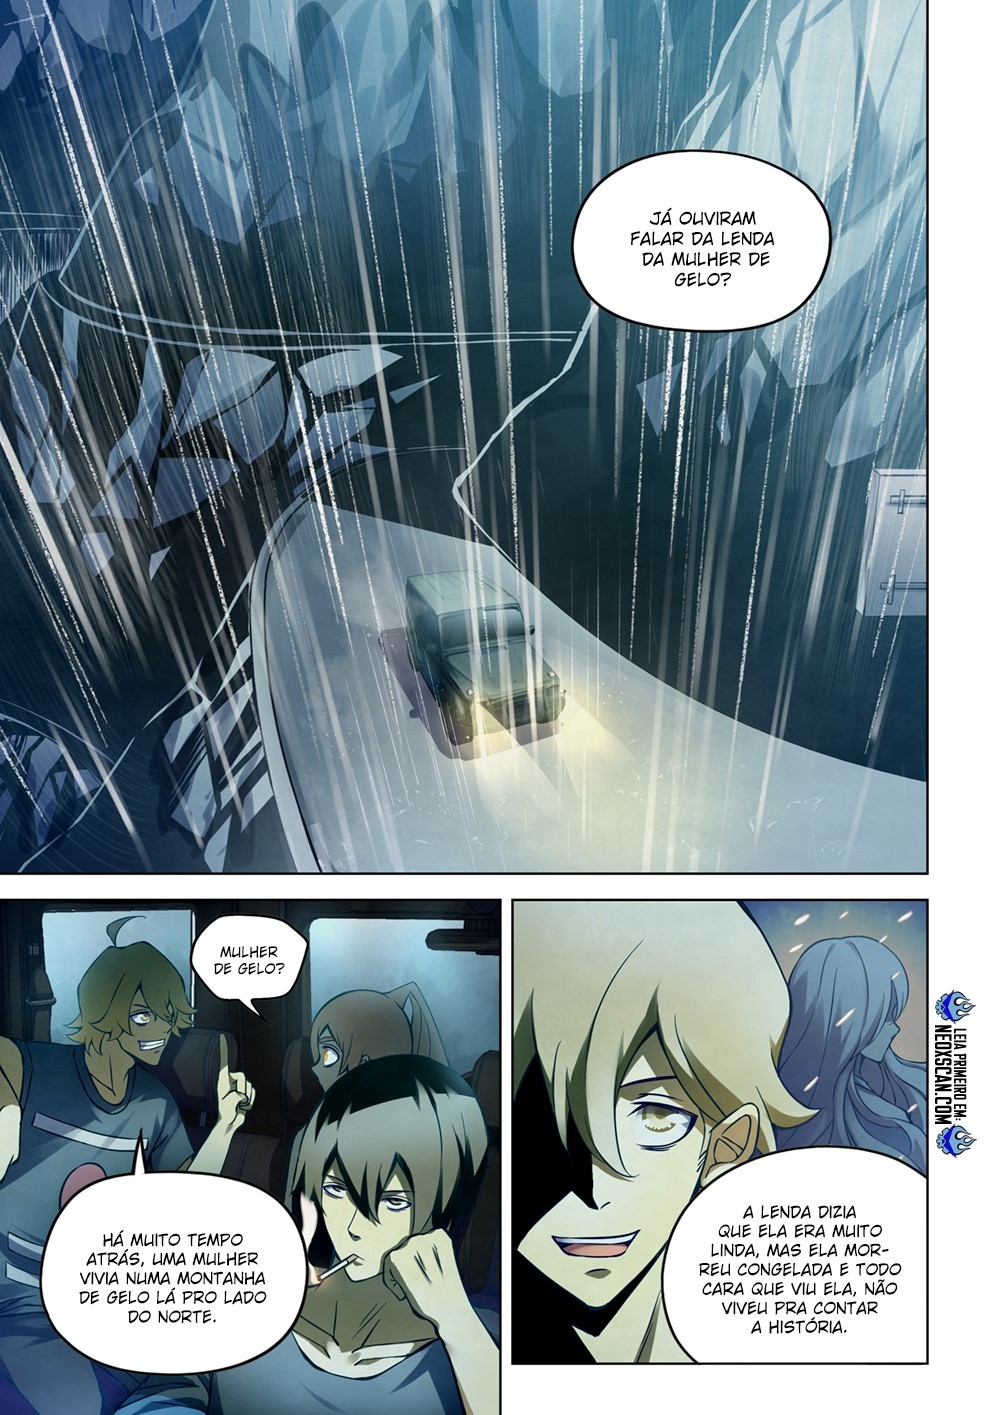 JÁ OUVIRAM
FALAR DA LENDA
DA MULHER DE
GELO?
MULHER
DE GELO?
HÁ MUITO TEMPO
ATRÁS, UMA MULHER
VIVIA NUMA MONTANHA
DE GELO LÁ PRO LADO
DO NORTE.
A LENDA DIZIA
QUE ELA ERA MUITO
LINDA, MAS ELA MOR-
REU CONGELADA E TODO
CARA QUE VIU ELA, NÃO
VIVEU PRA CONTAR
A HISTÓRIA.
LEIA PRIMEIRO EM:
NEOXSCAN.COM